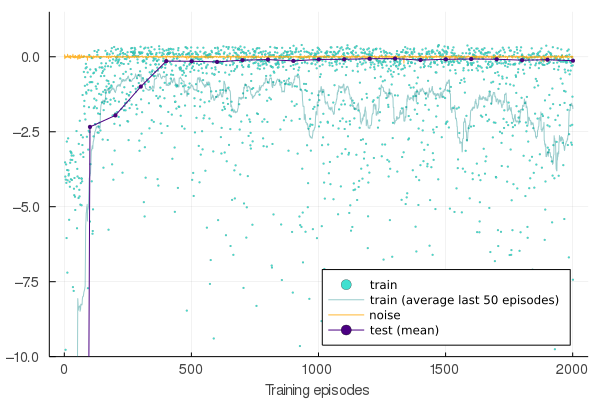 0.0
−2.5
−5.0
−7.5
−10.0
0 500 1000 1500 2000
Training episodes
train
train (average last 50 episodes)
noise
test (mean)